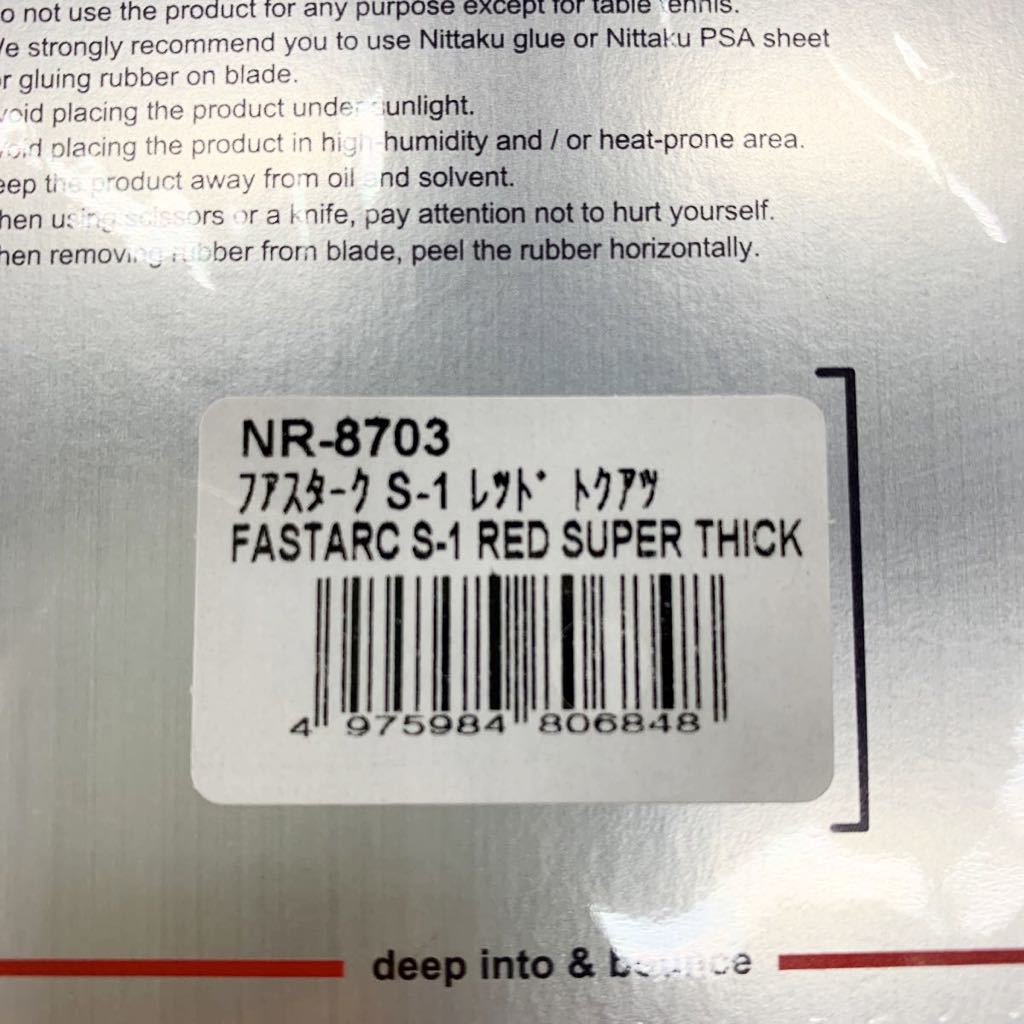 o not use the product for any purpose except for table tennis.
e strongly recommend you to use Nittaku glue or Nittaku PSA sheet
r gluing rubber on blade.
void placing the product under sunlight.
void placing the product in high-humidity and / or heat-prone area.
eep the product away from oil and solvent.
hen using scissors or a knife, pay attention not to hurt yourself.
hen removing rubber from blade, peel the rubber horizontally.
NR-8703
ﾌｱｽﾀｰｸ S-1 ﾚﾂﾄﾞ ﾄｸｱﾂ
FASTARC S-1 RED SUPER THICK
4 975984 806848
deep into & bounce